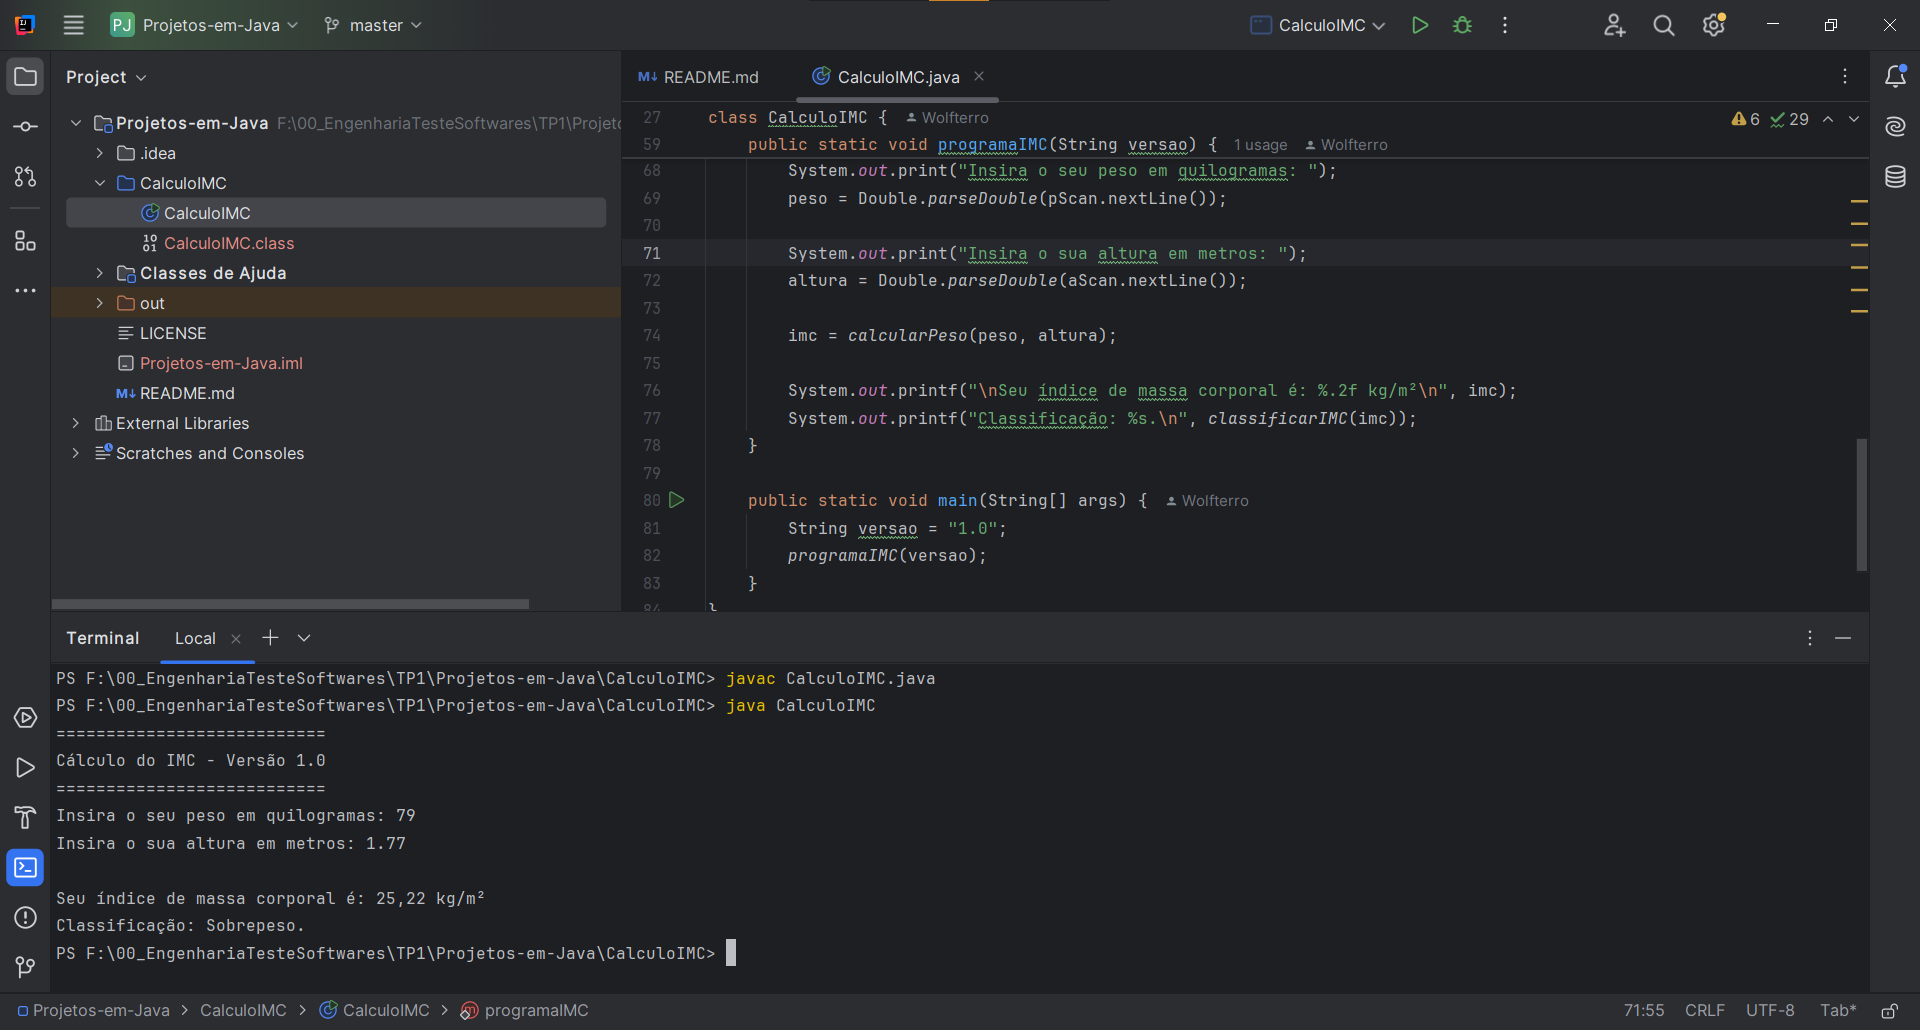 PJ Projetos-em-Java master CalculoIMC
Project
Projetos-em-Java F:\00_EngenhariaTesteSoftwares\TP1\Projeto
.idea
CalculoIMC
CalculoIMC
CalculoIMC.class
Classes de Ajuda
out
LICENSE
Projetos-em-Java.iml
README.md
External Libraries
Scratches and Consoles
README.md CalculoIMC.java
27 class CalculoIMC { Wolfterro 6 29
59 public static void programaIMC(String versao) { 1 usage Wolfterro
68 System.out.print("Insira o seu peso em quilogramas: ");
69 peso = Double.parseDouble(pScan.nextLine());
70
71 System.out.print("Insira o sua altura em metros: ");
72 altura = Double.parseDouble(aScan.nextLine());
73
74 imc = calcularPeso(peso, altura);
75
76 System.out.printf("\nSeu índice de massa corporal é: %.2f kg/m²\n", imc);
77 System.out.printf("Classificação: %s.\n", classificarIMC(imc));
78 }
79
80 public static void main(String[] args) { Wolfterro
81 String versao = "1.0";
82 programaIMC(versao);
83 }
84 }
Terminal Local
PS F:\00_EngenhariaTesteSoftwares\TP1\Projetos-em-Java\CalculoIMC> javac CalculoIMC.java
PS F:\00_EngenhariaTesteSoftwares\TP1\Projetos-em-Java\CalculoIMC> java CalculoIMC
===========================
Cálculo do IMC - Versão 1.0
===========================
Insira o seu peso em quilogramas: 79
Insira o sua altura em metros: 1.77
Seu índice de massa corporal é: 25,22 kg/m²
Classificação: Sobrepeso.
PS F:\00_EngenhariaTesteSoftwares\TP1\Projetos-em-Java\CalculoIMC>
Projetos-em-Java > CalculoIMC > CalculoIMC > programaIMC 71:55 CRLF UTF-8 Tab*